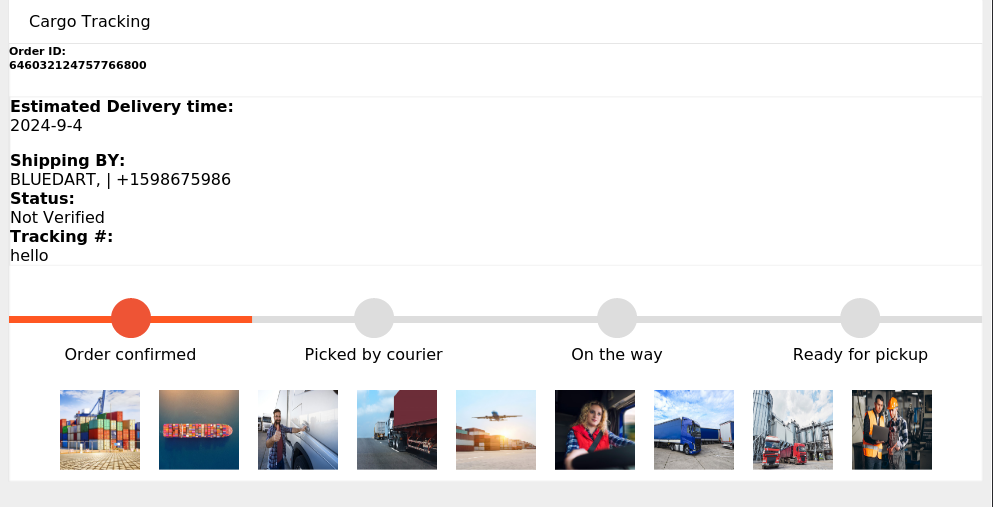 Cargo Tracking
Order ID:
646032124757766800
Estimated Delivery time:
2024-9-4
Shipping BY:
BLUEDART, | +1598675986
Status:
Not Verified
Tracking #:
hello
Order confirmed
Picked by courier
On the way
Ready for pickup